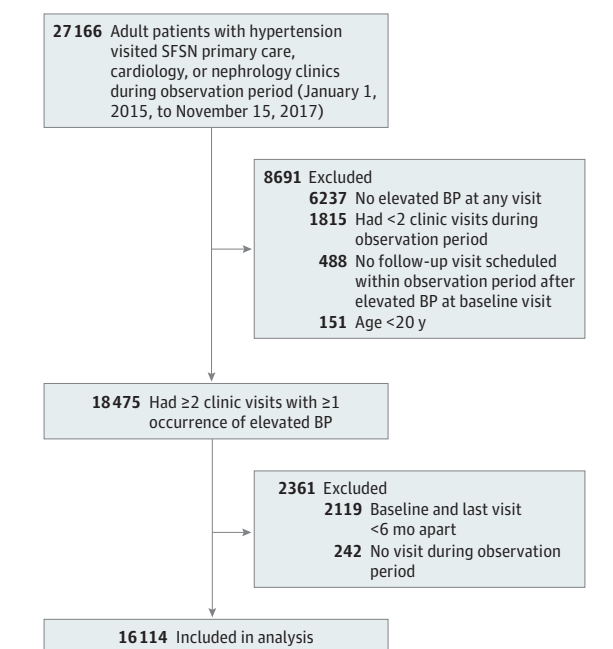 27166 Adult patients with hypertension
visited SFSN primary care,
cardiology, or nephrology clinics
during observation period (January 1,
2015, to November 15, 2017)
8691 Excluded
6237 No elevated BP at any visit
1815 Had <2 clinic visits during
observation period
488 No follow-up visit scheduled
within observation period after
elevated BP at baseline visit
151 Age <20 y
18475 Had ≥2 clinic visits with ≥1
occurrence of elevated BP
2361 Excluded
2119 Baseline and last visit
<6 mo apart
242 No visit during observation
period
16114 Included in analysis